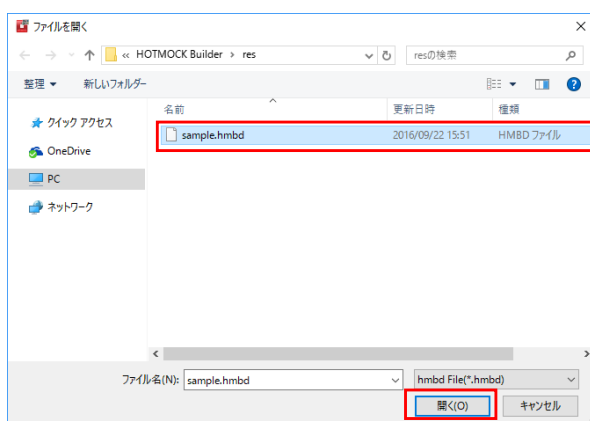 ファイルを開く
« HOTMOCK Builder › res
resの検索
整理 新しいフォルダー
名前 更新日時 種類
sample.hmbd 2016/09/22 15:51 HMBD ファイル
クイック アクセス
OneDrive
PC
ネットワーク
ファイル名(N): sample.hmbd hmbd File(*.hmbd)
開く(O) キャンセル